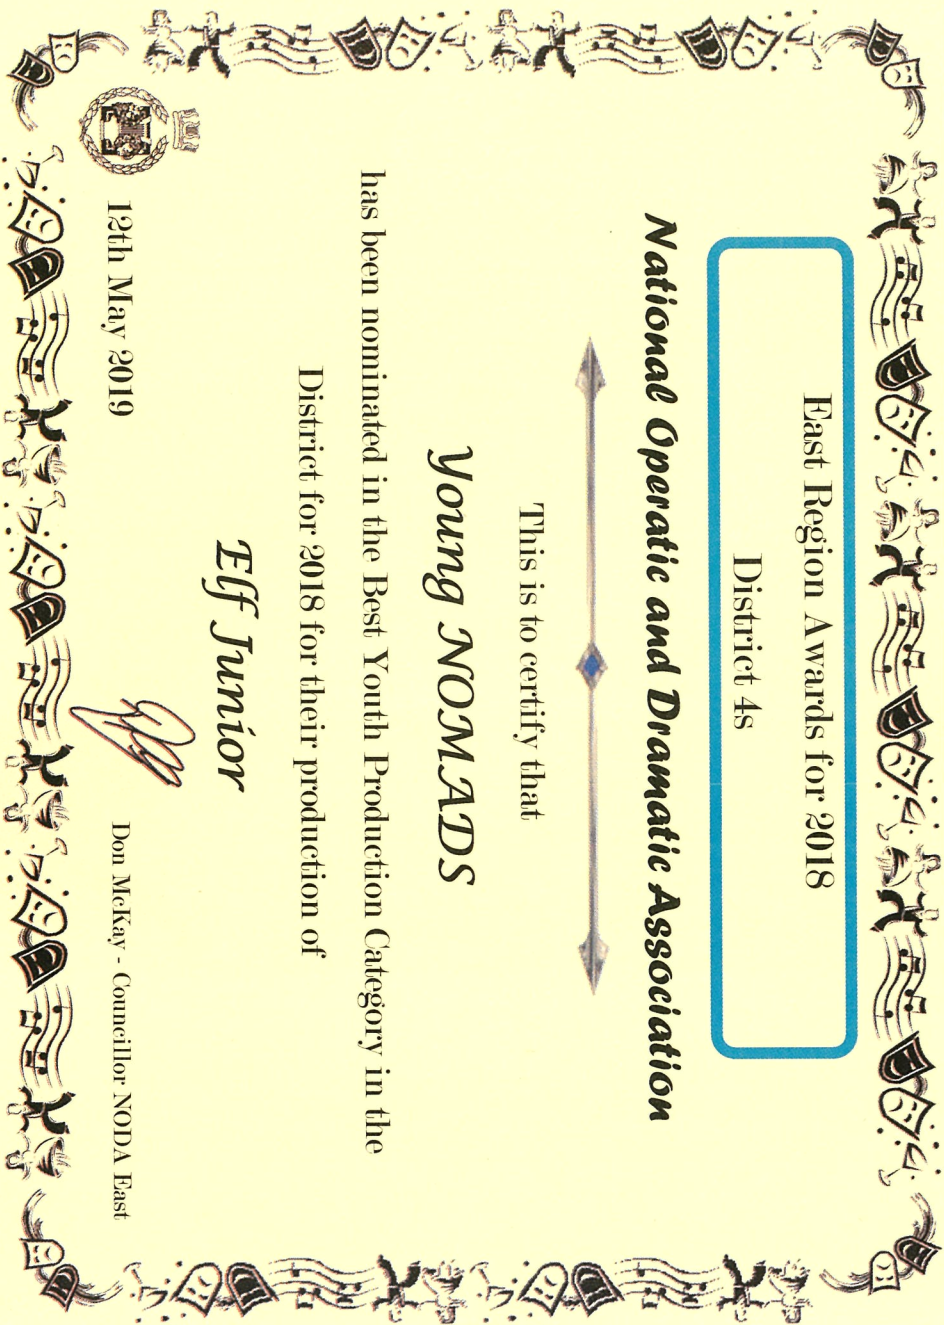 East Region Awards for 2018
District 4s
National Operatic and Dramatic Association
This is to certify that
Young NOMADS
has been nominated in the Best Youth Production Category in the
District for 2018 for their production of
Elf Junior
12th May 2019
Don McKay - Councillor NODA East